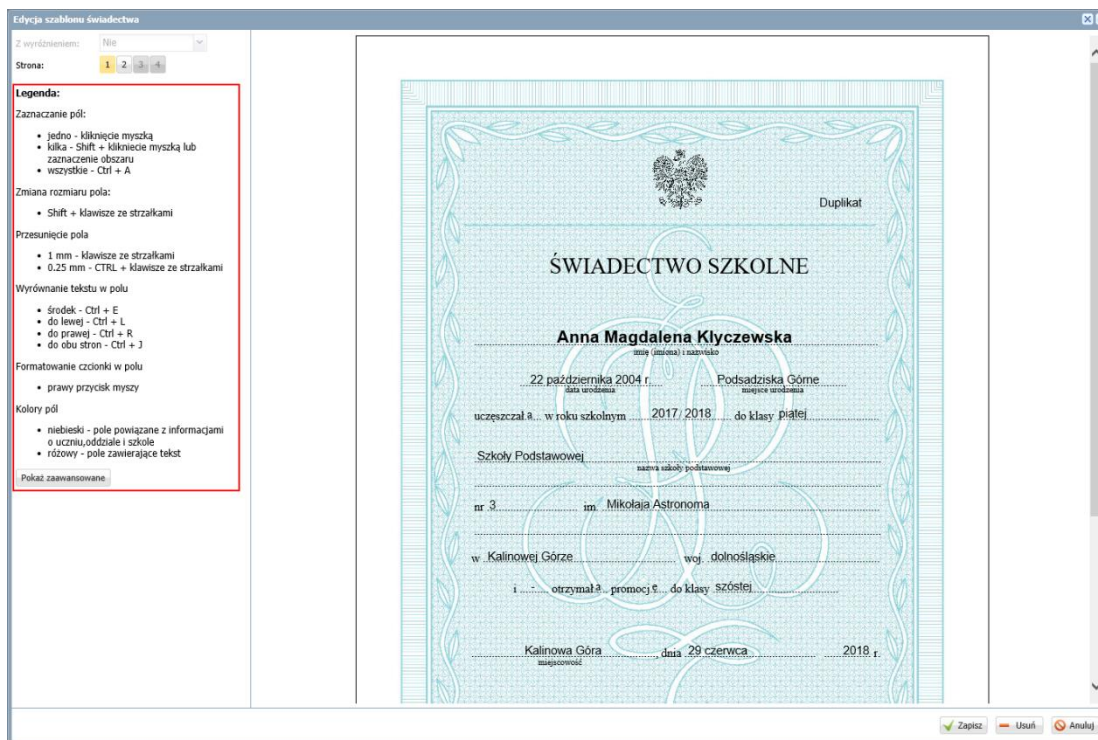 Edycja szablonu świadectwa
Z wyróżnieniem: Nie
Strona: 1 2 3 4
Legenda:
Zaznaczanie pól:
• jedno - kliknięcie myszką
• kilka - Shift + klikniecie myszką lub
zaznaczenie obszaru
• wszystkie - Ctrl + A
Zmiana rozmiaru pola:
• Shift + klawisze ze strzałkami
Przesunięcie pola
• 1 mm - klawisze ze strzałkami
• 0.25 mm - CTRL + klawisze ze strzałkami
Wyrównanie tekstu w polu
• środek - Ctrl + E
• do lewej - Ctrl + L
• do prawej - Ctrl + R
• do obu stron - Ctrl + J
Formatowanie czcionki w polu
• prawy przycisk myszy
Kolory pól
• niebieski - pole powiązane z informacjami
o uczniu,oddziale i szkole
• różowy - pole zawierające tekst
Pokaż zaawansowane
Duplikat
ŚWIADECTWO SZKOLNE
Anna Magdalena Klyczewska
imię (imiona) i nazwisko
22 października 2004 r. Podsadziska Górne
data urodzenia miejsce urodzenia
uczęszczał a w roku szkolnym 2017/ 2018 do klasy piątej
Szkoły Podstawowej
nazwa szkoły podstawowej
nr 3 im. Mikołaja Astronoma
w Kalinowej Górze woj. dolnośląskie
i - otrzymał a promocj ę do klasy szóstej
Kalinowa Góra , dnia 29 czerwca 2018 r.
miejscowość
Zapisz Usuń Anuluj